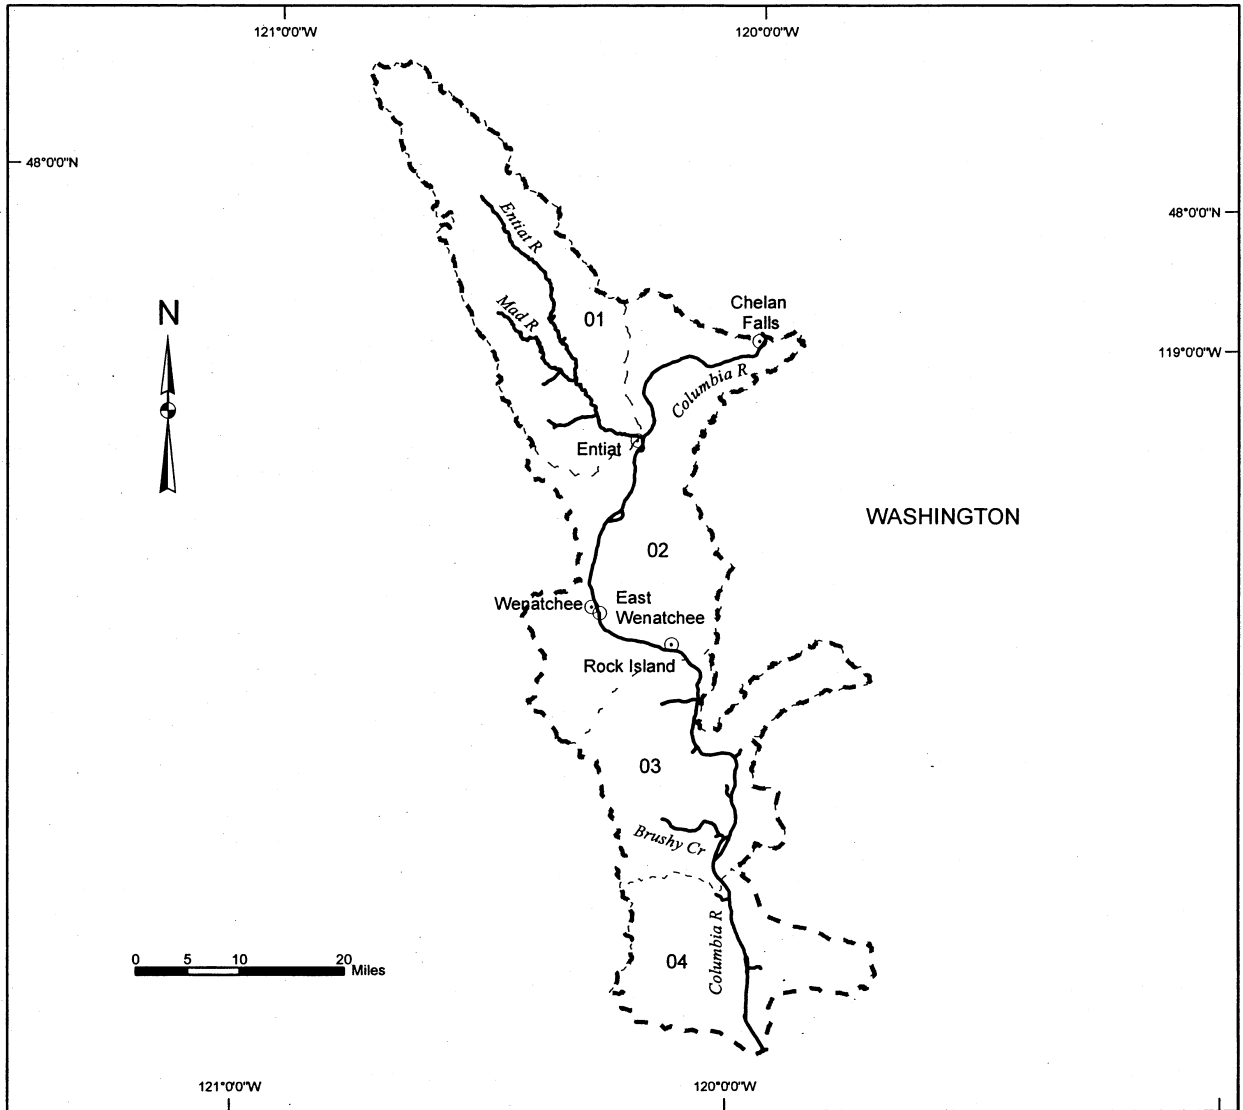 121°0'0"W
120°0'0"W
48°0'0"N
48°0'0"N
Entiat R
N
Mad R
01
Chelan
Falls
119°0'0"W
Columbia R
Entiat
WASHINGTON
02
Wenatchee
East
Wenatchee
Rock Island
03
Brushy Cr
Columbia R
04
0 5 10 20
Miles
121°0'0"W
120°0'0"W